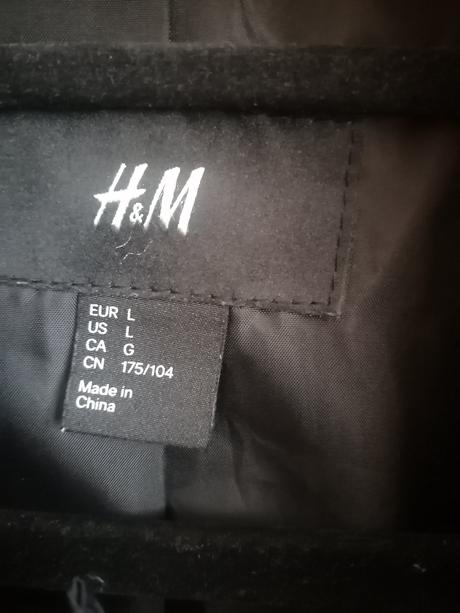 H&M
EUR L
US L
CA G
CN 175/104
Made in
China